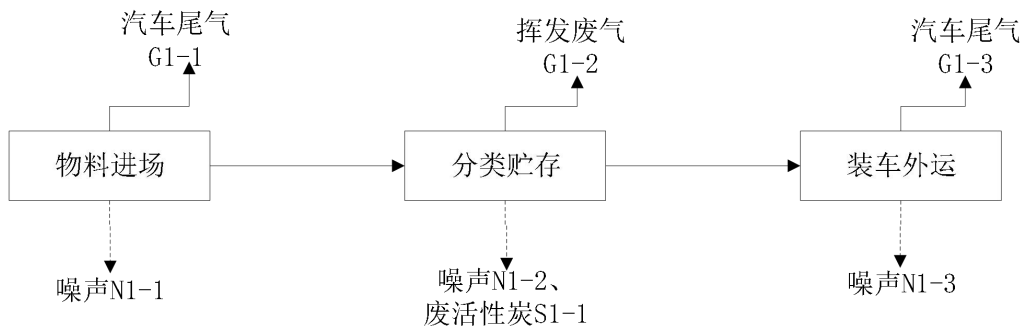 汽车尾气
G1-1
挥发废气
G1-2
汽车尾气
G1-3
物料进场
分类贮存
装车外运
噪声N1-1
噪声N1-2、
废活性炭S1-1
噪声N1-3